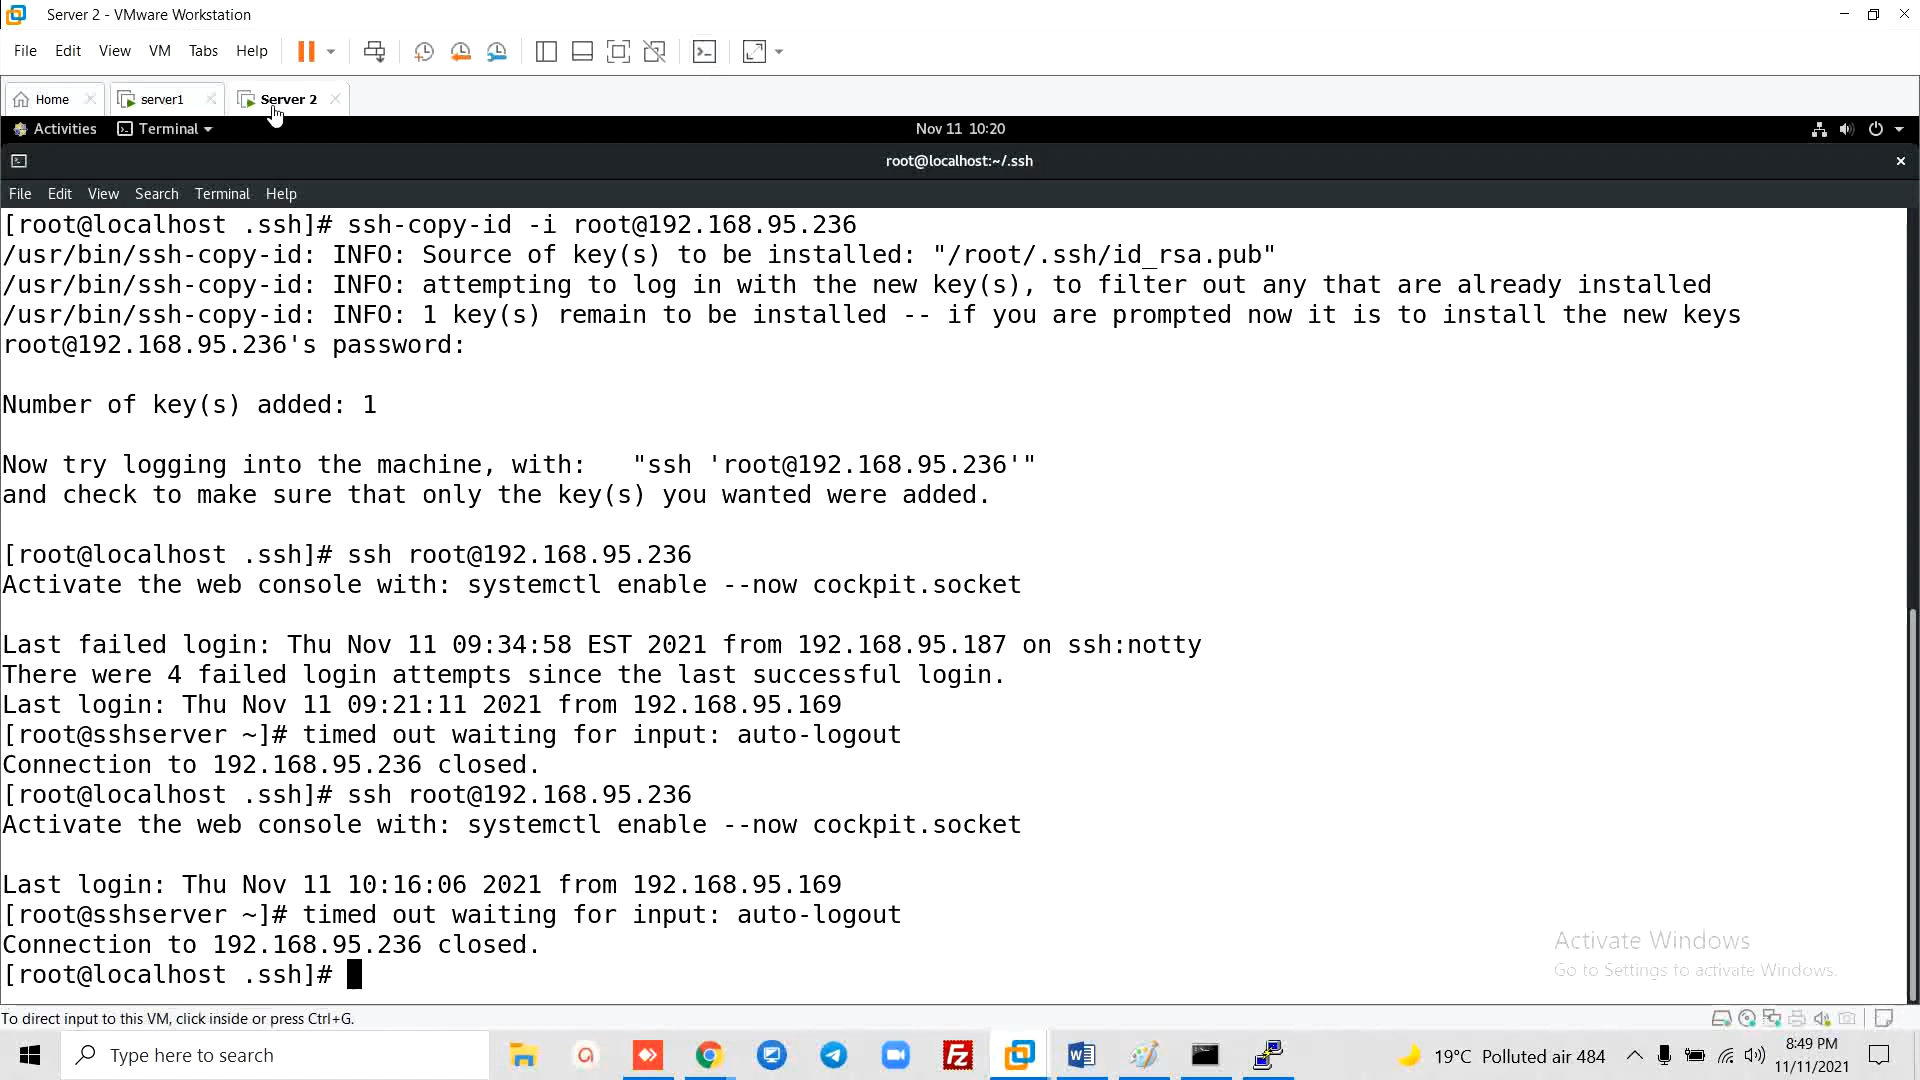 Server 2 - VMware Workstation
File Edit View VM Tabs Help
Home server1 Server 2
Activities Terminal Nov 11 10:20
root@localhost:~/.ssh
File Edit View Search Terminal Help
[root@localhost .ssh]# ssh-copy-id -i root@192.168.95.236
/usr/bin/ssh-copy-id: INFO: Source of key(s) to be installed: "/root/.ssh/id_rsa.pub"
/usr/bin/ssh-copy-id: INFO: attempting to log in with the new key(s), to filter out any that are already installed
/usr/bin/ssh-copy-id: INFO: 1 key(s) remain to be installed -- if you are prompted now it is to install the new keys
root@192.168.95.236's password:
Number of key(s) added: 1
Now try logging into the machine, with:   "ssh 'root@192.168.95.236'"
and check to make sure that only the key(s) you wanted were added.
[root@localhost .ssh]# ssh root@192.168.95.236
Activate the web console with: systemctl enable --now cockpit.socket
Last failed login: Thu Nov 11 09:34:58 EST 2021 from 192.168.95.187 on ssh:notty
There were 4 failed login attempts since the last successful login.
Last login: Thu Nov 11 09:21:11 2021 from 192.168.95.169
[root@sshserver ~]# timed out waiting for input: auto-logout
Connection to 192.168.95.236 closed.
[root@localhost .ssh]# ssh root@192.168.95.236
Activate the web console with: systemctl enable --now cockpit.socket
Last login: Thu Nov 11 10:16:06 2021 from 192.168.95.169
[root@sshserver ~]# timed out waiting for input: auto-logout
Connection to 192.168.95.236 closed.
[root@localhost .ssh]#
Activate Windows
Go to Settings to activate Windows.
To direct input to this VM, click inside or press Ctrl+G.
Type here to search
19°C Polluted air 484
8:49 PM
11/11/2021